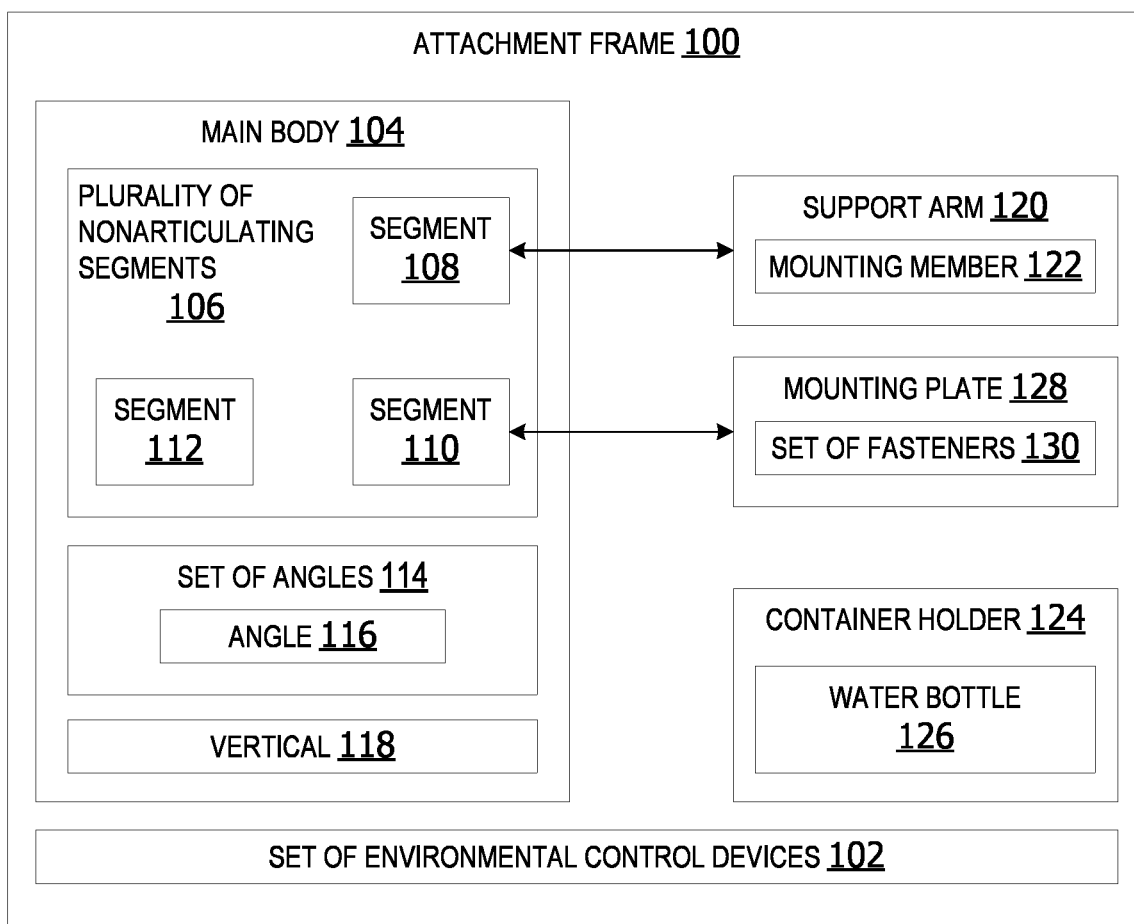 ATTACHMENT FRAME 100
MAIN BODY 104
PLURALITY OF
NONARTICULATING
SEGMENTS
106
SEGMENT
108
SEGMENT
112
SEGMENT
110
SET OF ANGLES 114
ANGLE 116
VERTICAL 118
SUPPORT ARM 120
MOUNTING MEMBER 122
MOUNTING PLATE 128
SET OF FASTENERS 130
CONTAINER HOLDER 124
WATER BOTTLE
126
SET OF ENVIRONMENTAL CONTROL DEVICES 102